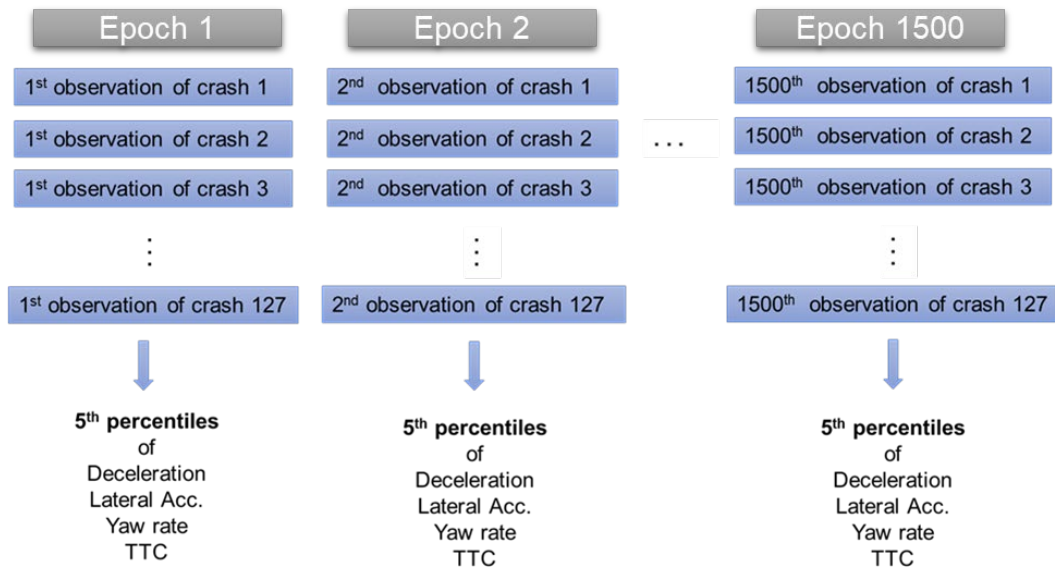 Epoch 1
1st observation of crash 1
1st observation of crash 2
1st observation of crash 3
⋮
1st observation of crash 127
5th percentiles
of
Deceleration
Lateral Acc.
Yaw rate
TTC
Epoch 2
2nd observation of crash 1
2nd observation of crash 2
2nd observation of crash 3
⋮
2nd observation of crash 127
5th percentiles
of
Deceleration
Lateral Acc.
Yaw rate
TTC
...
Epoch 1500
1500th observation of crash 1
1500th observation of crash 2
1500th observation of crash 3
⋮
1500th observation of crash 127
5th percentiles
of
Deceleration
Lateral Acc.
Yaw rate
TTC